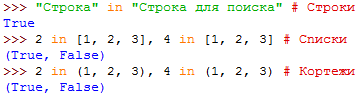 >>> "Строка" in "Строка для поиска" # Строки
True
>>> 2 in [1, 2, 3], 4 in [1, 2, 3] # Списки
(True, False)
>>> 2 in (1, 2, 3), 4 in (1, 2, 3) # Кортежи
(True, False)